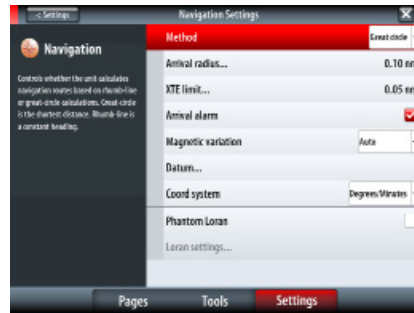 < Settings
Navigation Settings
X
Navigation
Controls whether the unit calculates
navigation routes based on rhumb-line
or great-circle calculations. Great-circle
is the shortest distance. Rhumb-line is
a constant heading.
Method
Great circle
Arrival radius...
0.10 nm
XTE limit...
0.05 nm
Arrival alarm
Magnetic variation
Auto
Datum...
Coord system
Degrees/Minutes
Phantom Loran
Loran settings...
Pages
Tools
Settings